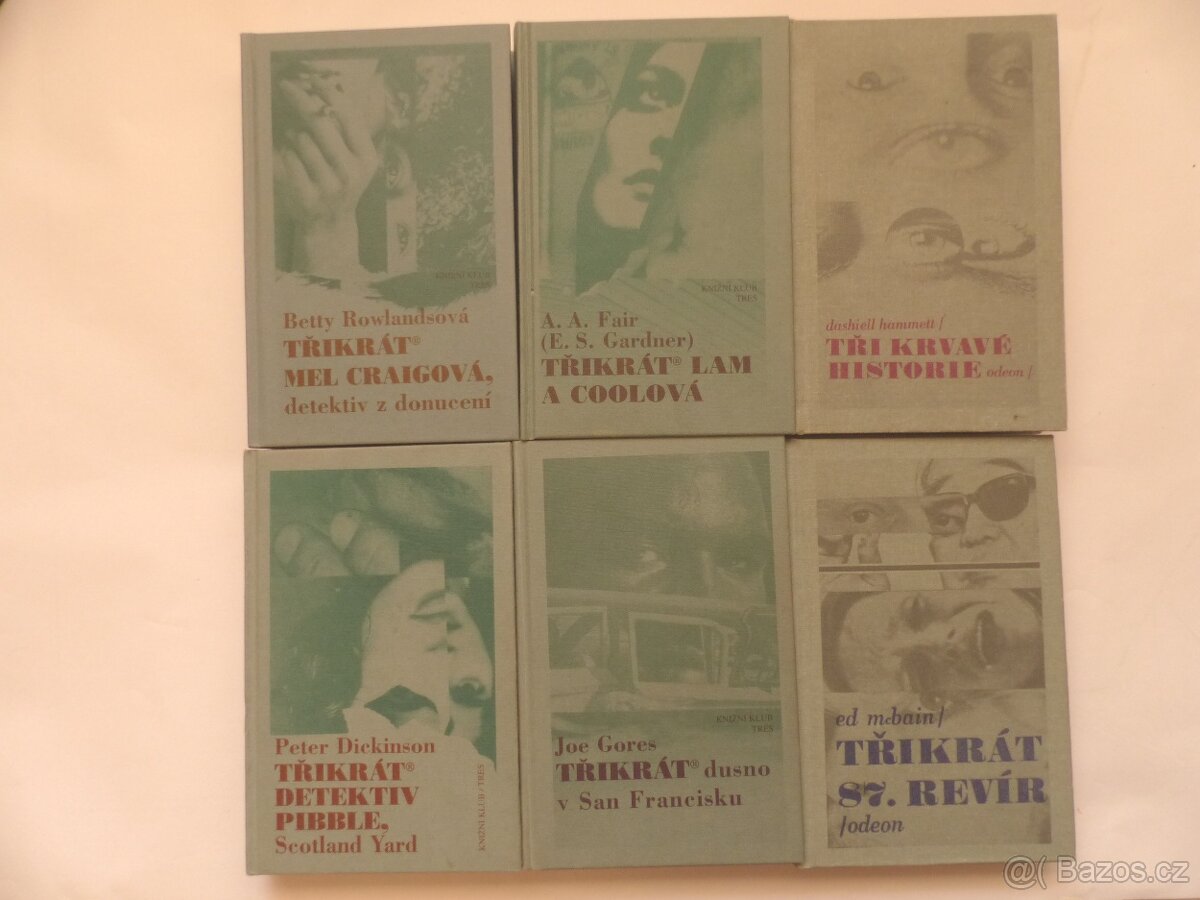 KNIŽNÍ KLUB
TRES
Betty Rowlandsová
TŘIKRÁT®
MEL CRAIGOVÁ,
detektiv z donucení
KNIŽNÍ KLUB
TRES
A. A. Fair
(E. S. Gardner)
TŘIKRÁT® LAM
A COOLOVÁ
dashiell hammett/
TŘI KRVAVÉ
HISTORIE odeon/
Peter Dickinson
TŘIKRÁT®
DETEKTIV
PIBBLE,
Scotland Yard
KNIŽNÍ KLUB / TRES
KNIŽNÍ KLUB
TRES
Joe Gores
TŘIKRÁT® dusno
v San Francisku
ed mcbain/
TŘIKRÁT
87. REVÍR
/odeon
@( Bazos.cz